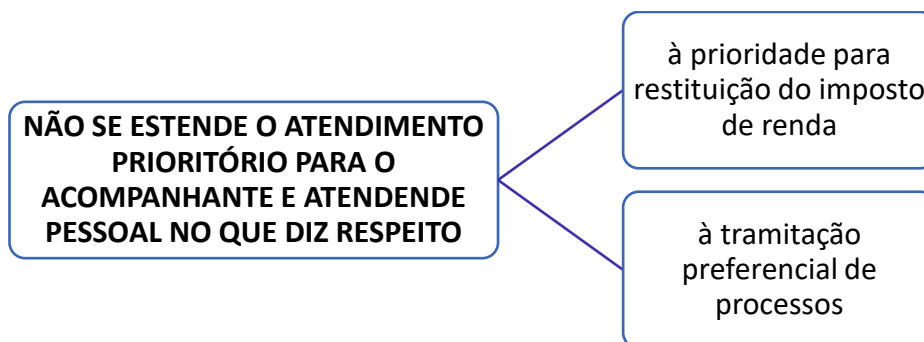 NÃO SE ESTENDE O ATENDIMENTO
PRIORITÓRIO PARA O
ACOMPANHANTE E ATENDENDE
PESSOAL NO QUE DIZ RESPEITO
à prioridade para
restituição do imposto
de renda
à tramitação
preferencial de
processos